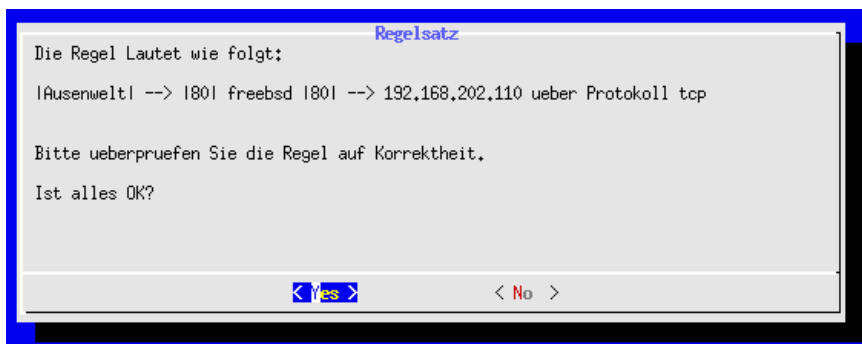 Regelsatz
Die Regel Lautet wie folgt:
|Ausenwelt| --> |80| freebsd |80| --> 192.168.202.110 ueber Protokoll tcp
Bitte ueberpruefen Sie die Regel auf Korrektheit.
Ist alles OK?
< Yes > < No >